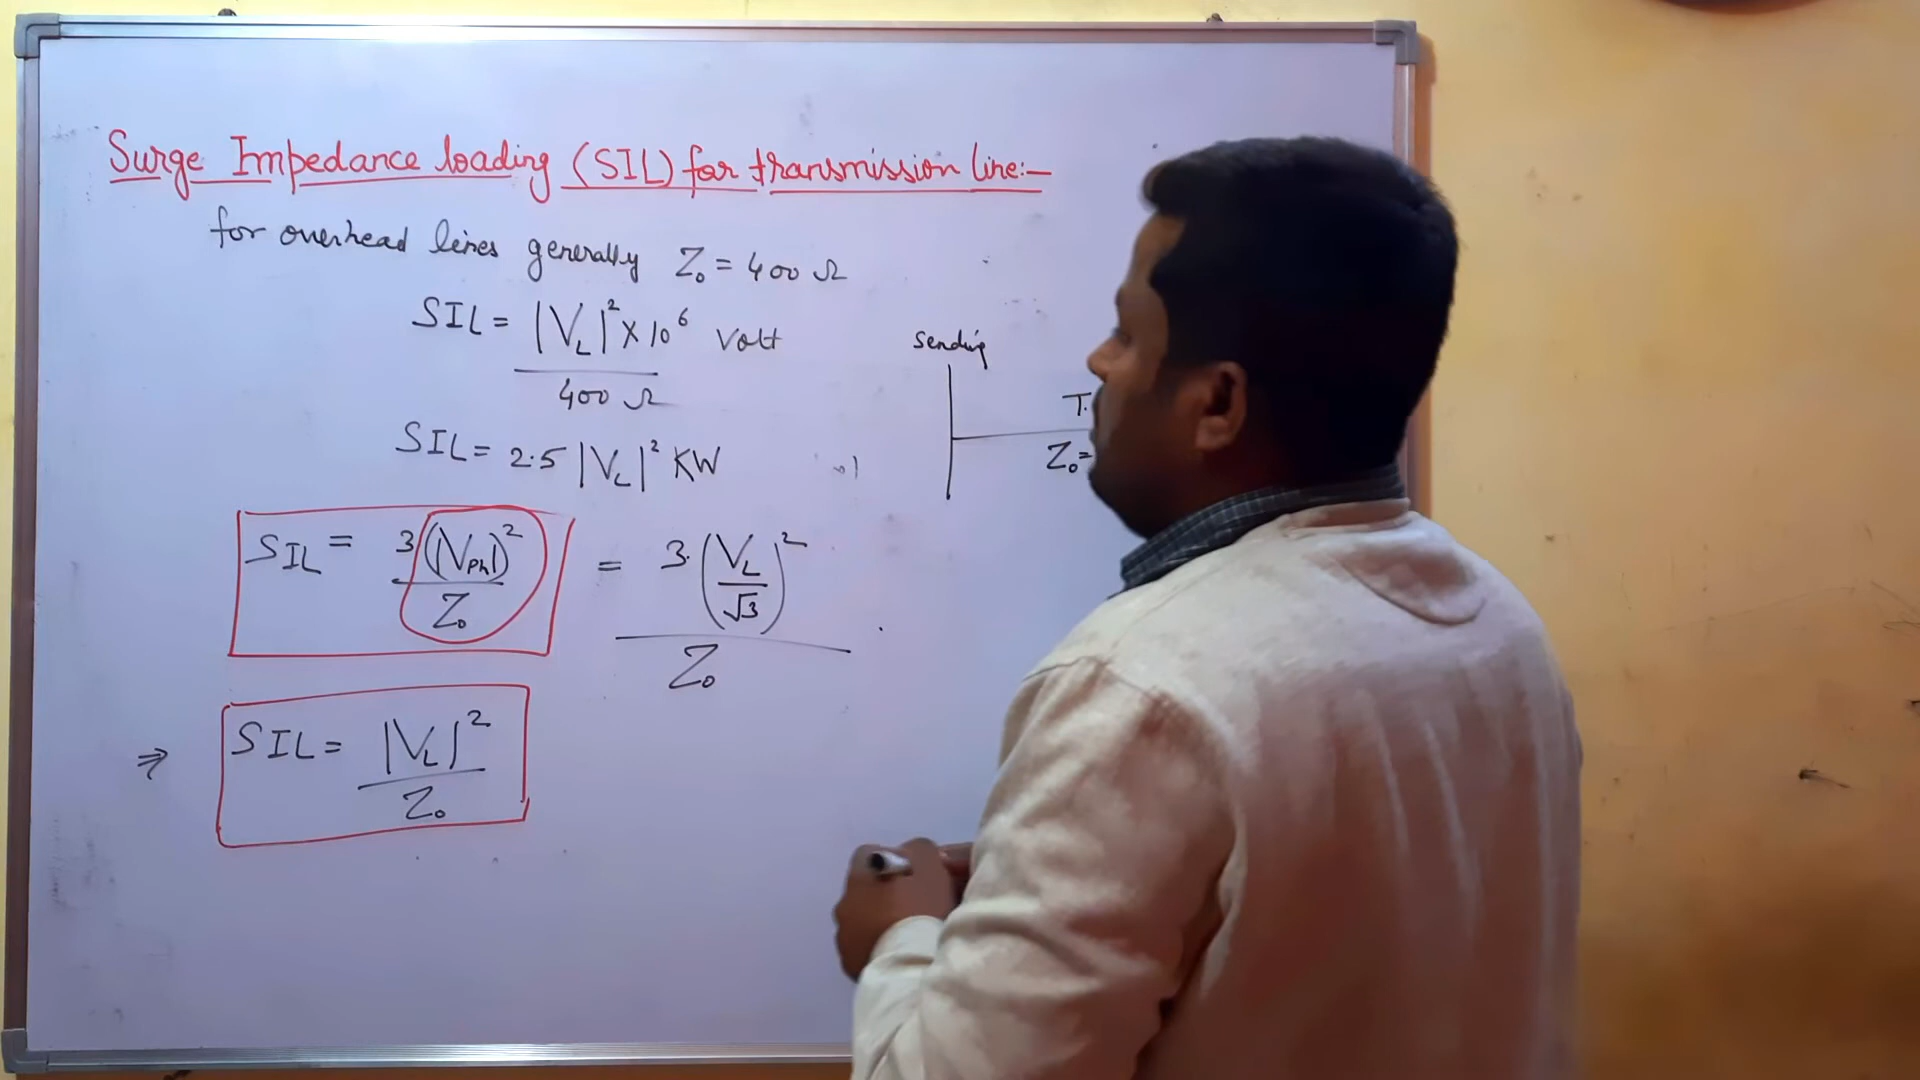 Surge Impedance loading (SIL) for transmission line:-
for overhead lines generally Z₀ = 400 Ω
SIL = |V_L|² × 10⁶ Volt / 400 Ω
SIL = 2.5 |V_L|² KW
SIL = 3(|V_Ph|)² / Z₀ = 3·(V_L / √3)² / Z₀
⇒ SIL = |V_L|² / Z₀
Sending
T.
Z₀ =